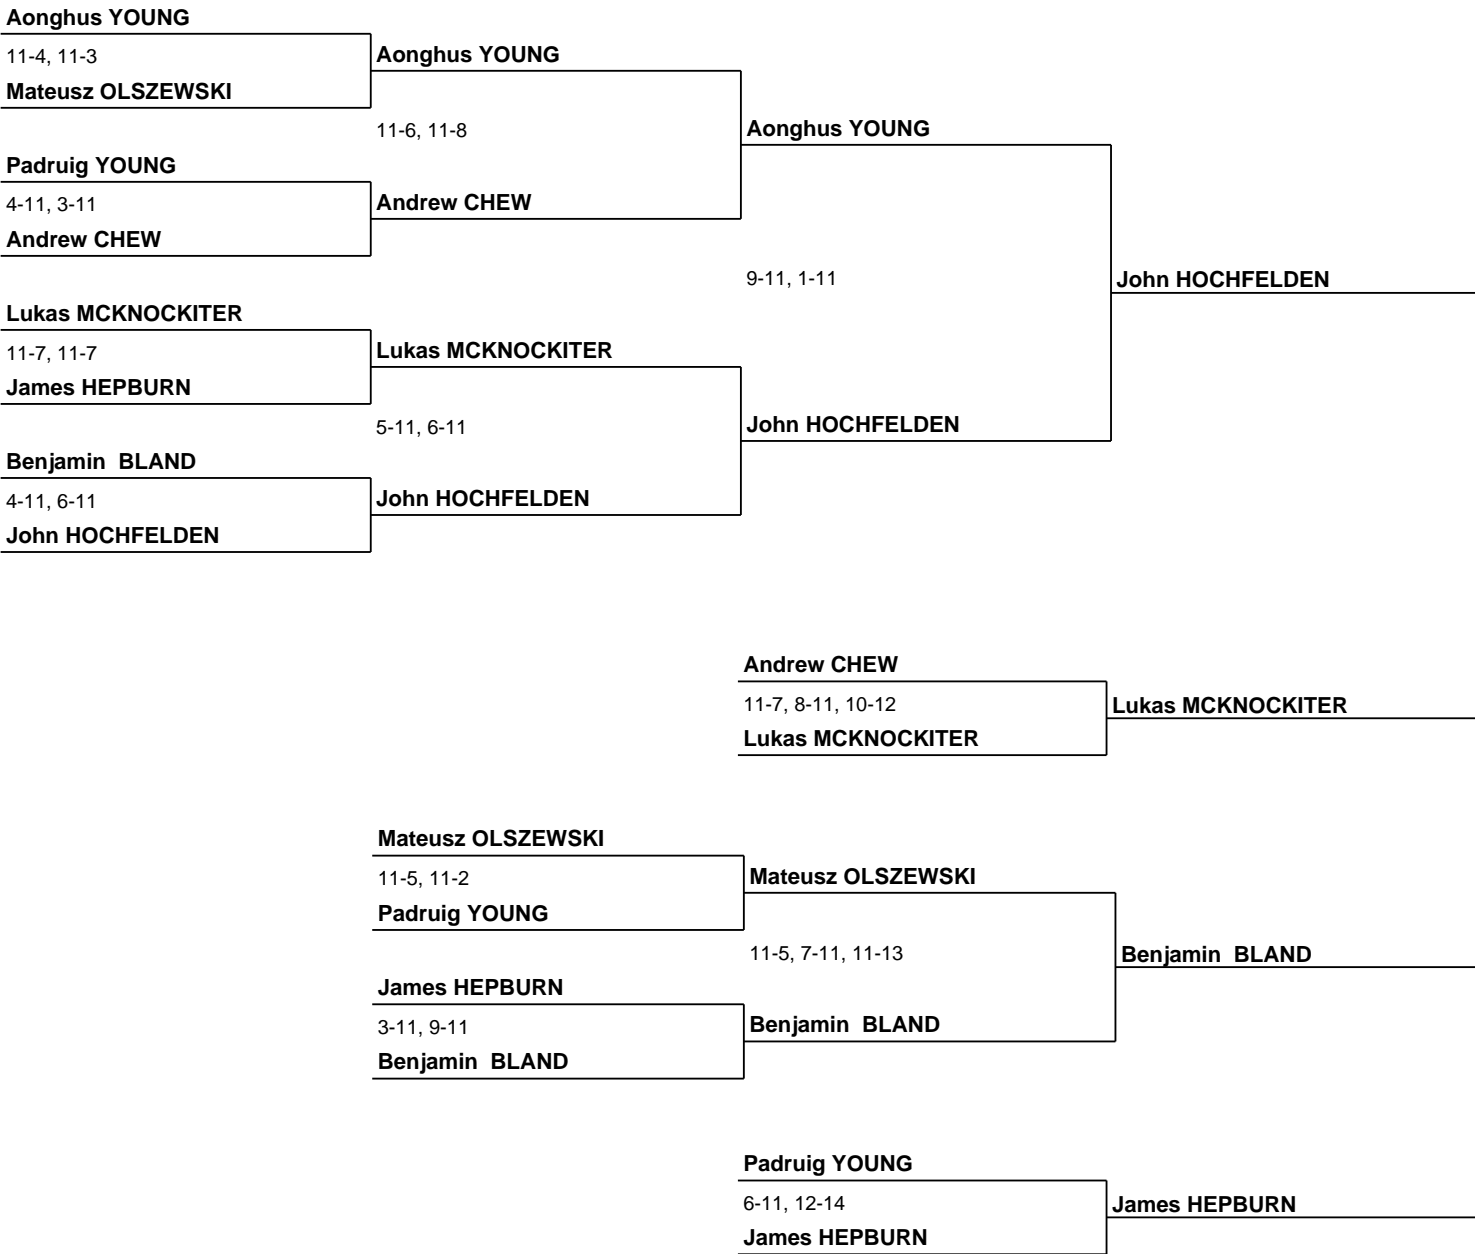 Aonghus YOUNG
11-4, 11-3
Aonghus YOUNG
Mateusz OLSZEWSKI
11-6, 11-8
Aonghus YOUNG
Padruig YOUNG
4-11, 3-11
Andrew CHEW
Andrew CHEW
9-11, 1-11
John HOCHFELDEN
Lukas MCKNOCKITER
11-7, 11-7
Lukas MCKNOCKITER
James HEPBURN
5-11, 6-11
John HOCHFELDEN
Benjamin  BLAND
4-11, 6-11
John HOCHFELDEN
John HOCHFELDEN
Andrew CHEW
11-7, 8-11, 10-12
Lukas MCKNOCKITER
Lukas MCKNOCKITER
Mateusz OLSZEWSKI
11-5, 11-2
Mateusz OLSZEWSKI
Padruig YOUNG
11-5, 7-11, 11-13
Benjamin  BLAND
James HEPBURN
3-11, 9-11
Benjamin  BLAND
Benjamin  BLAND
Padruig YOUNG
6-11, 12-14
James HEPBURN
James HEPBURN